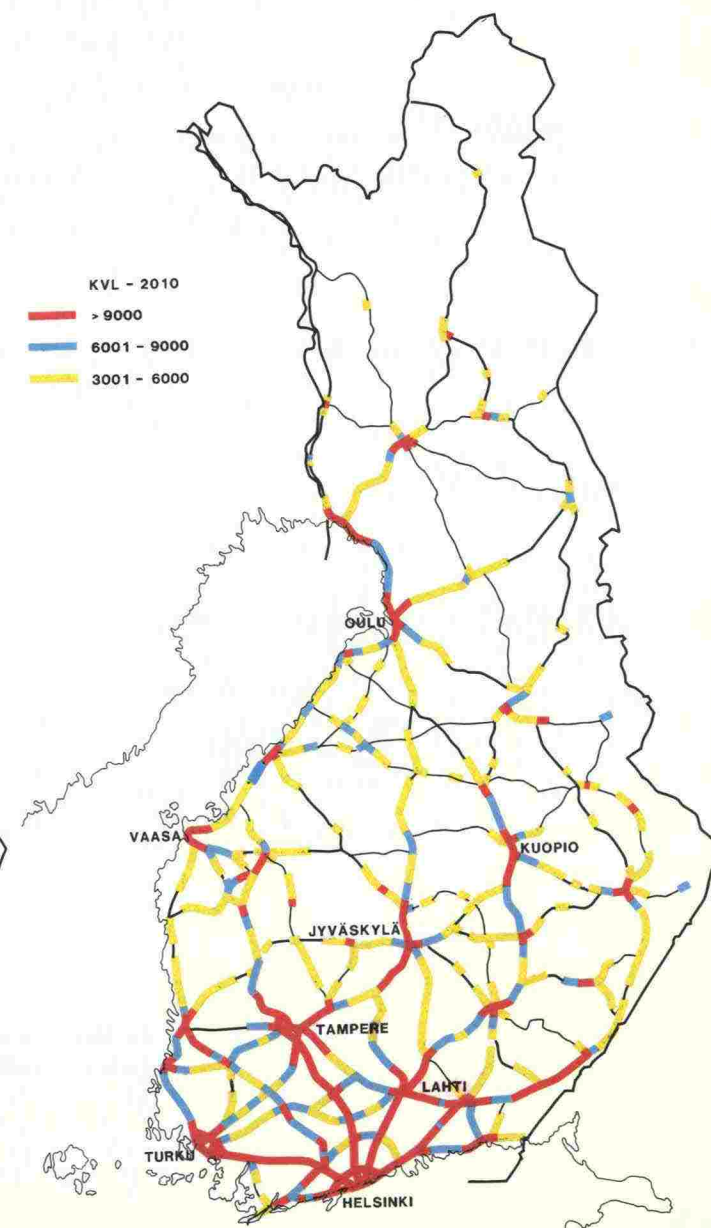 KVL - 2010
> 9000
6001 - 9000
3001 - 6000
OULU
VAASA
KUOPIO
JYVÄSKYLÄ
TAMPERE
LAHTI
TURKU
HELSINKI